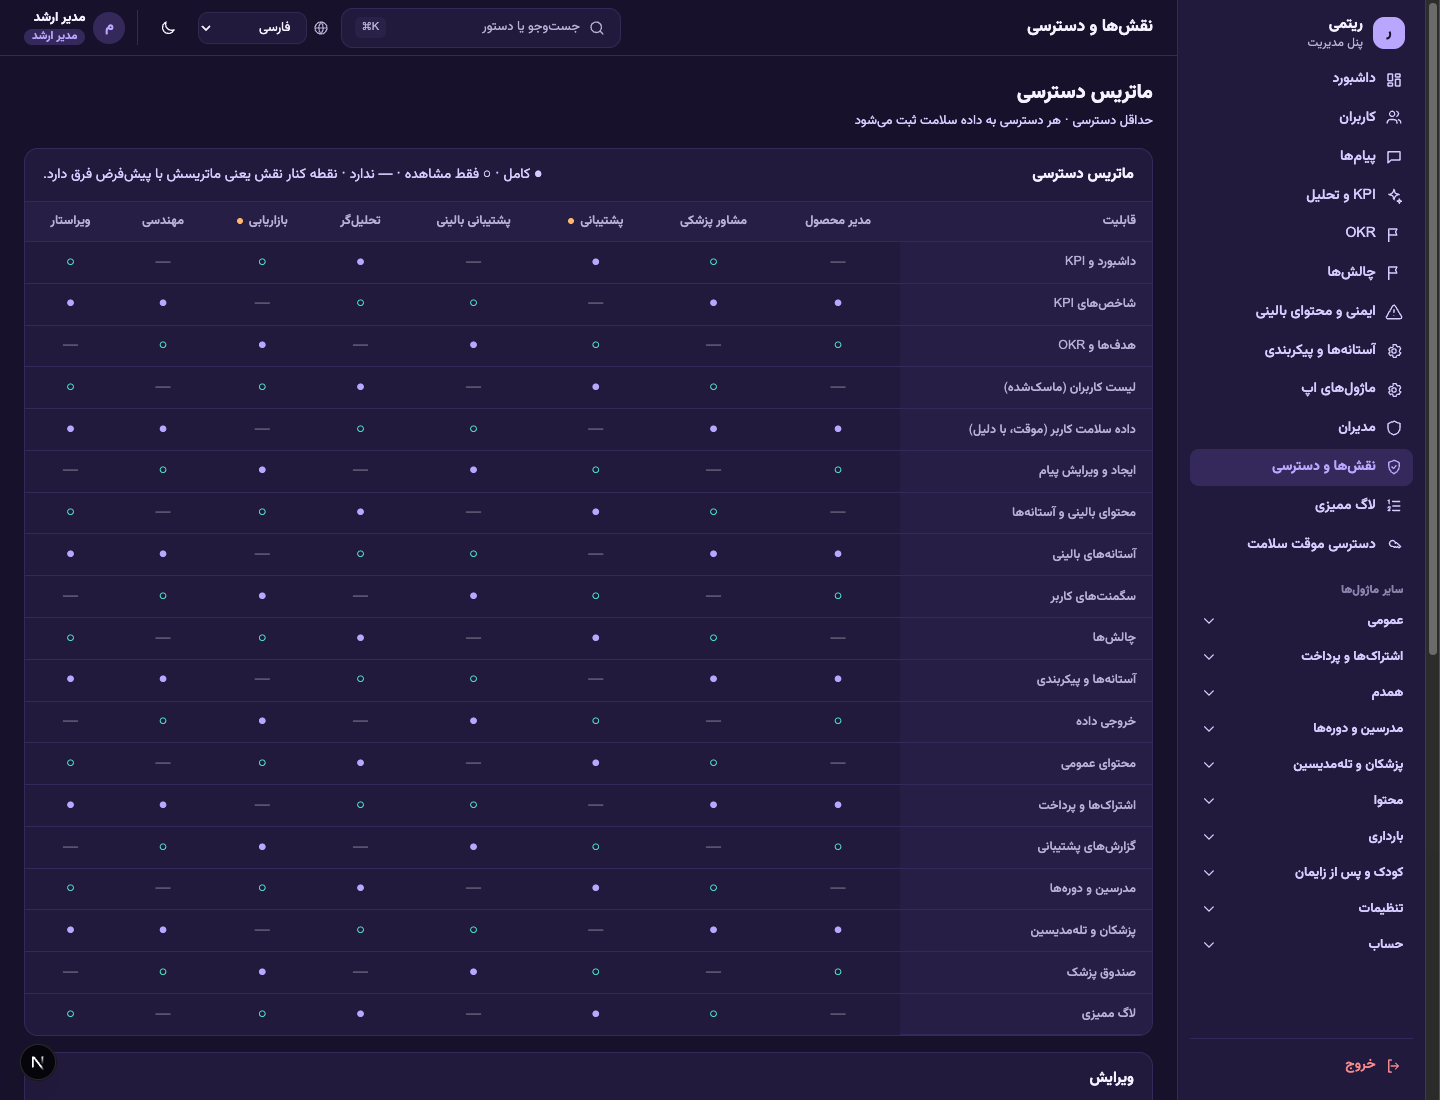 ر
ریتمی
پنل مدیریت
داشبورد
کاربران
پیام‌ها
KPI و تحلیل
OKR
چالش‌ها
ایمنی و محتوای بالینی
آستانه‌ها و پیکربندی
ماژول‌های اپ
مدیران
نقش‌ها و دسترسی
لاگ ممیزی
دسترسی موقت سلامت
سایر ماژول‌ها
عمومی
اشتراک‌ها و پرداخت
همدم
مدرسین و دوره‌ها
پزشکان و تله‌مدیسین
محتوا
بارداری
کودک و پس از زایمان
تنظیمات
حساب
خروج
نقش‌ها و دسترسی
جست‌وجو یا دستور ⌘K
فارسی
م
مدیر ارشد
مدیر ارشد
ماتریس دسترسی
حداقل دسترسی · هر دسترسی به داده سلامت ثبت می‌شود
ماتریس دسترسی
● کامل · ○ فقط مشاهده · — ندارد · نقطه کنار نقش یعنی ماتریسش با پیش‌فرض فرق دارد.
قابلیت مدیر محصول مشاور پزشکی پشتیبانی ● پشتیبانی بالینی تحلیل‌گر بازاریابی ● مهندسی ویراستار
داشبورد و KPI — ○ ● — ● ○ — ○
شاخص‌های KPI ● ● — ○ ○ — ● ●
هدف‌ها و OKR ○ — ○ ● — ● ○ —
لیست کاربران (ماسک‌شده) — ○ ● — ● ○ — ○
داده سلامت کاربر (موقت، با دلیل) ● ● — ○ ○ — ● ●
ایجاد و ویرایش پیام ○ — ○ ● — ● ○ —
محتوای بالینی و آستانه‌ها — ○ ● — ● ○ — ○
آستانه‌های بالینی ● ● — ○ ○ — ● ●
سگمنت‌های کاربر ○ — ○ ● — ● ○ —
چالش‌ها — ○ ● — ● ○ — ○
آستانه‌ها و پیکربندی ● ● — ○ ○ — ● ●
خروجی داده ○ — ○ ● — ● ○ —
محتوای عمومی — ○ ● — ● ○ — ○
اشتراک‌ها و پرداخت ● ● — ○ ○ — ● ●
گزارش‌های پشتیبانی ○ — ○ ● — ● ○ —
مدرسین و دوره‌ها — ○ ● — ● ○ — ○
پزشکان و تله‌مدیسین ● ● — ○ ○ — ● ●
صندوق پزشک ○ — ○ ● — ● ○ —
لاگ ممیزی — ○ ● — ● ○ — ○
ویرایش
N